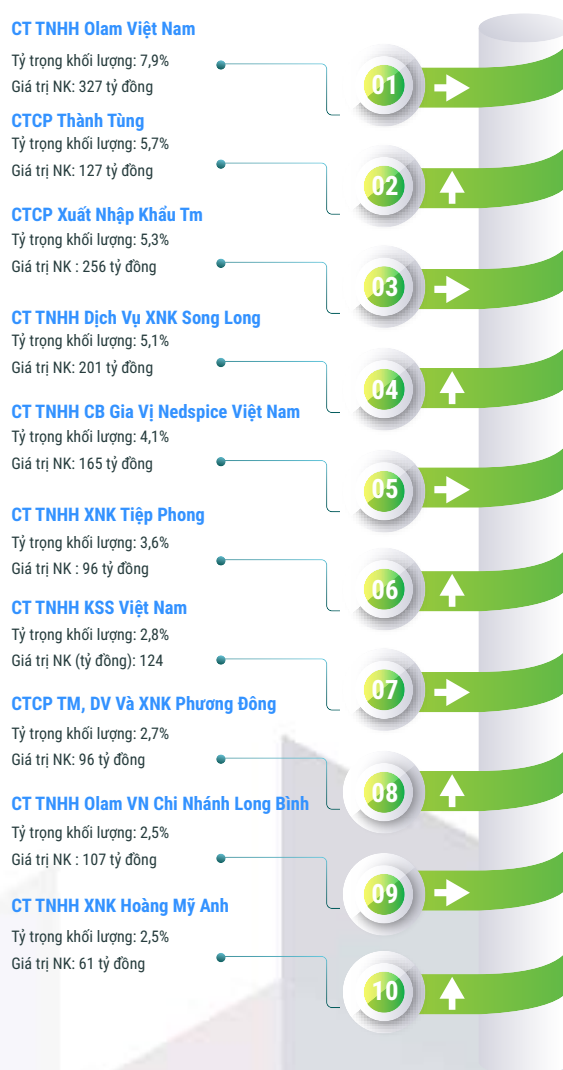 CT TNHH Olam Việt Nam
Tỷ trọng khối lượng: 7,9%
Giá trị NK: 327 tỷ đồng
01
CTCP Thành Tùng
Tỷ trọng khối lượng: 5,7%
Giá trị NK: 127 tỷ đồng
02
CTCP Xuất Nhập Khẩu Tm
Tỷ trọng khối lượng: 5,3%
Giá trị NK : 256 tỷ đồng
03
CT TNHH Dịch Vụ XNK Song Long
Tỷ trọng khối lượng: 5,1%
Giá trị NK: 201 tỷ đồng
04
CT TNHH CB Gia Vị Nedspice Việt Nam
Tỷ trọng khối lượng: 4,1%
Giá trị NK: 165 tỷ đồng
05
CT TNHH XNK Tiệp Phong
Tỷ trọng khối lượng: 3,6%
Giá trị NK : 96 tỷ đồng
06
CT TNHH KSS Việt Nam
Tỷ trọng khối lượng: 2,8%
Giá trị NK (tỷ đồng): 124
07
CTCP TM, DV Và XNK Phương Đông
Tỷ trọng khối lượng: 2,7%
Giá trị NK: 96 tỷ đồng
08
CT TNHH Olam VN Chi Nhánh Long Bình
Tỷ trọng khối lượng: 2,5%
Giá trị NK : 107 tỷ đồng
09
CT TNHH XNK Hoàng Mỹ Anh
Tỷ trọng khối lượng: 2,5%
Giá trị NK: 61 tỷ đồng
10